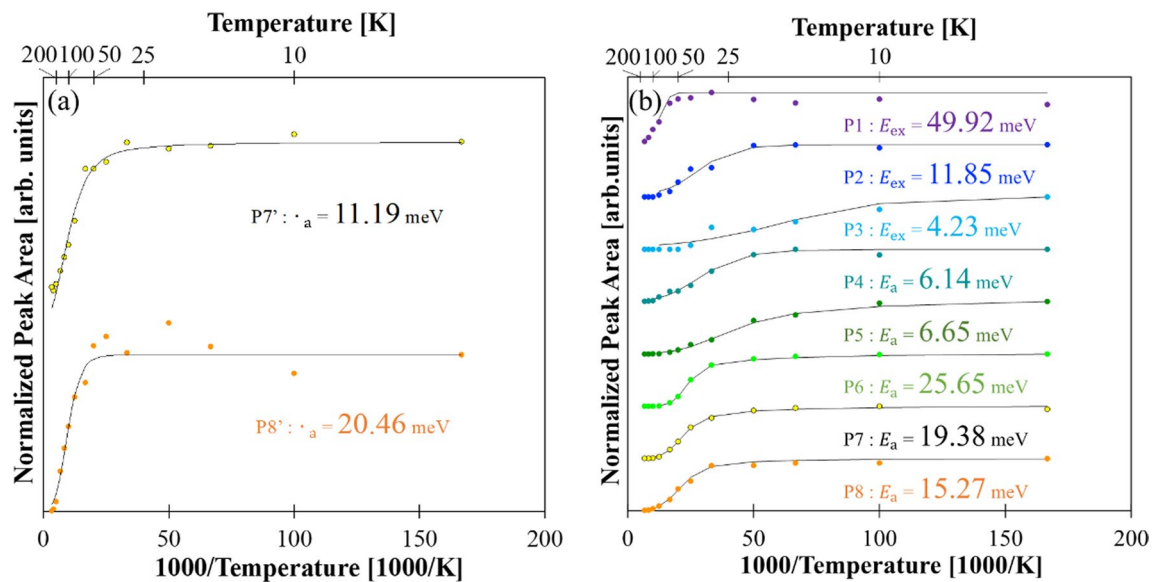 Temperature [K]
200 100 50 25 10
(a)
Normalized Peak Area [arb. units]
P7' : ·a = 11.19 meV
P8' : ·a = 20.46 meV
0 50 100 150 200
1000/Temperature [1000/K]
Temperature [K]
200 100 50 25 10
(b)
Normalized Peak Area [arb.units]
P1 : Eex = 49.92 meV
P2 : Eex = 11.85 meV
P3 : Eex = 4.23 meV
P4 : Ea = 6.14 meV
P5 : Ea = 6.65 meV
P6 : Ea = 25.65 meV
P7 : Ea = 19.38 meV
P8 : Ea = 15.27 meV
0 50 100 150 200
1000/Temperature [1000/K]